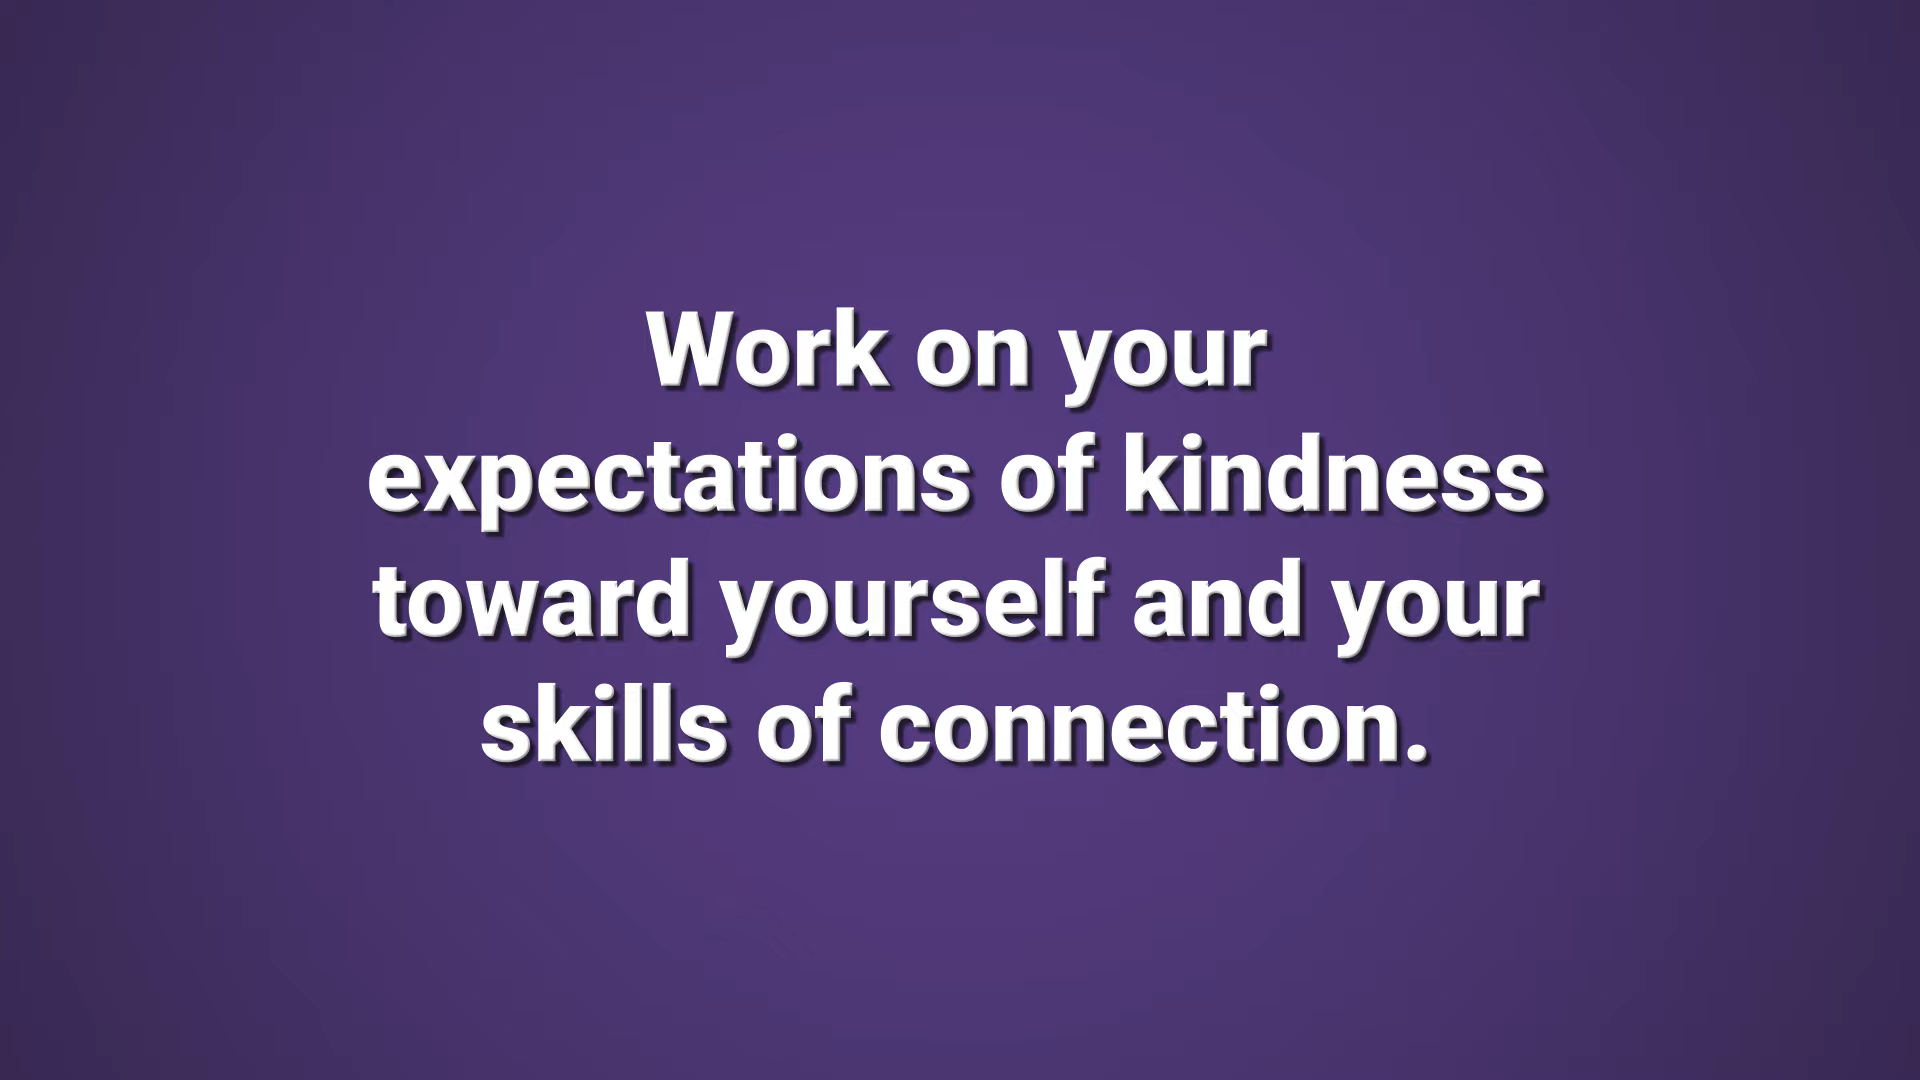 Work on your
expectations of kindness
toward yourself and your
skills of connection.